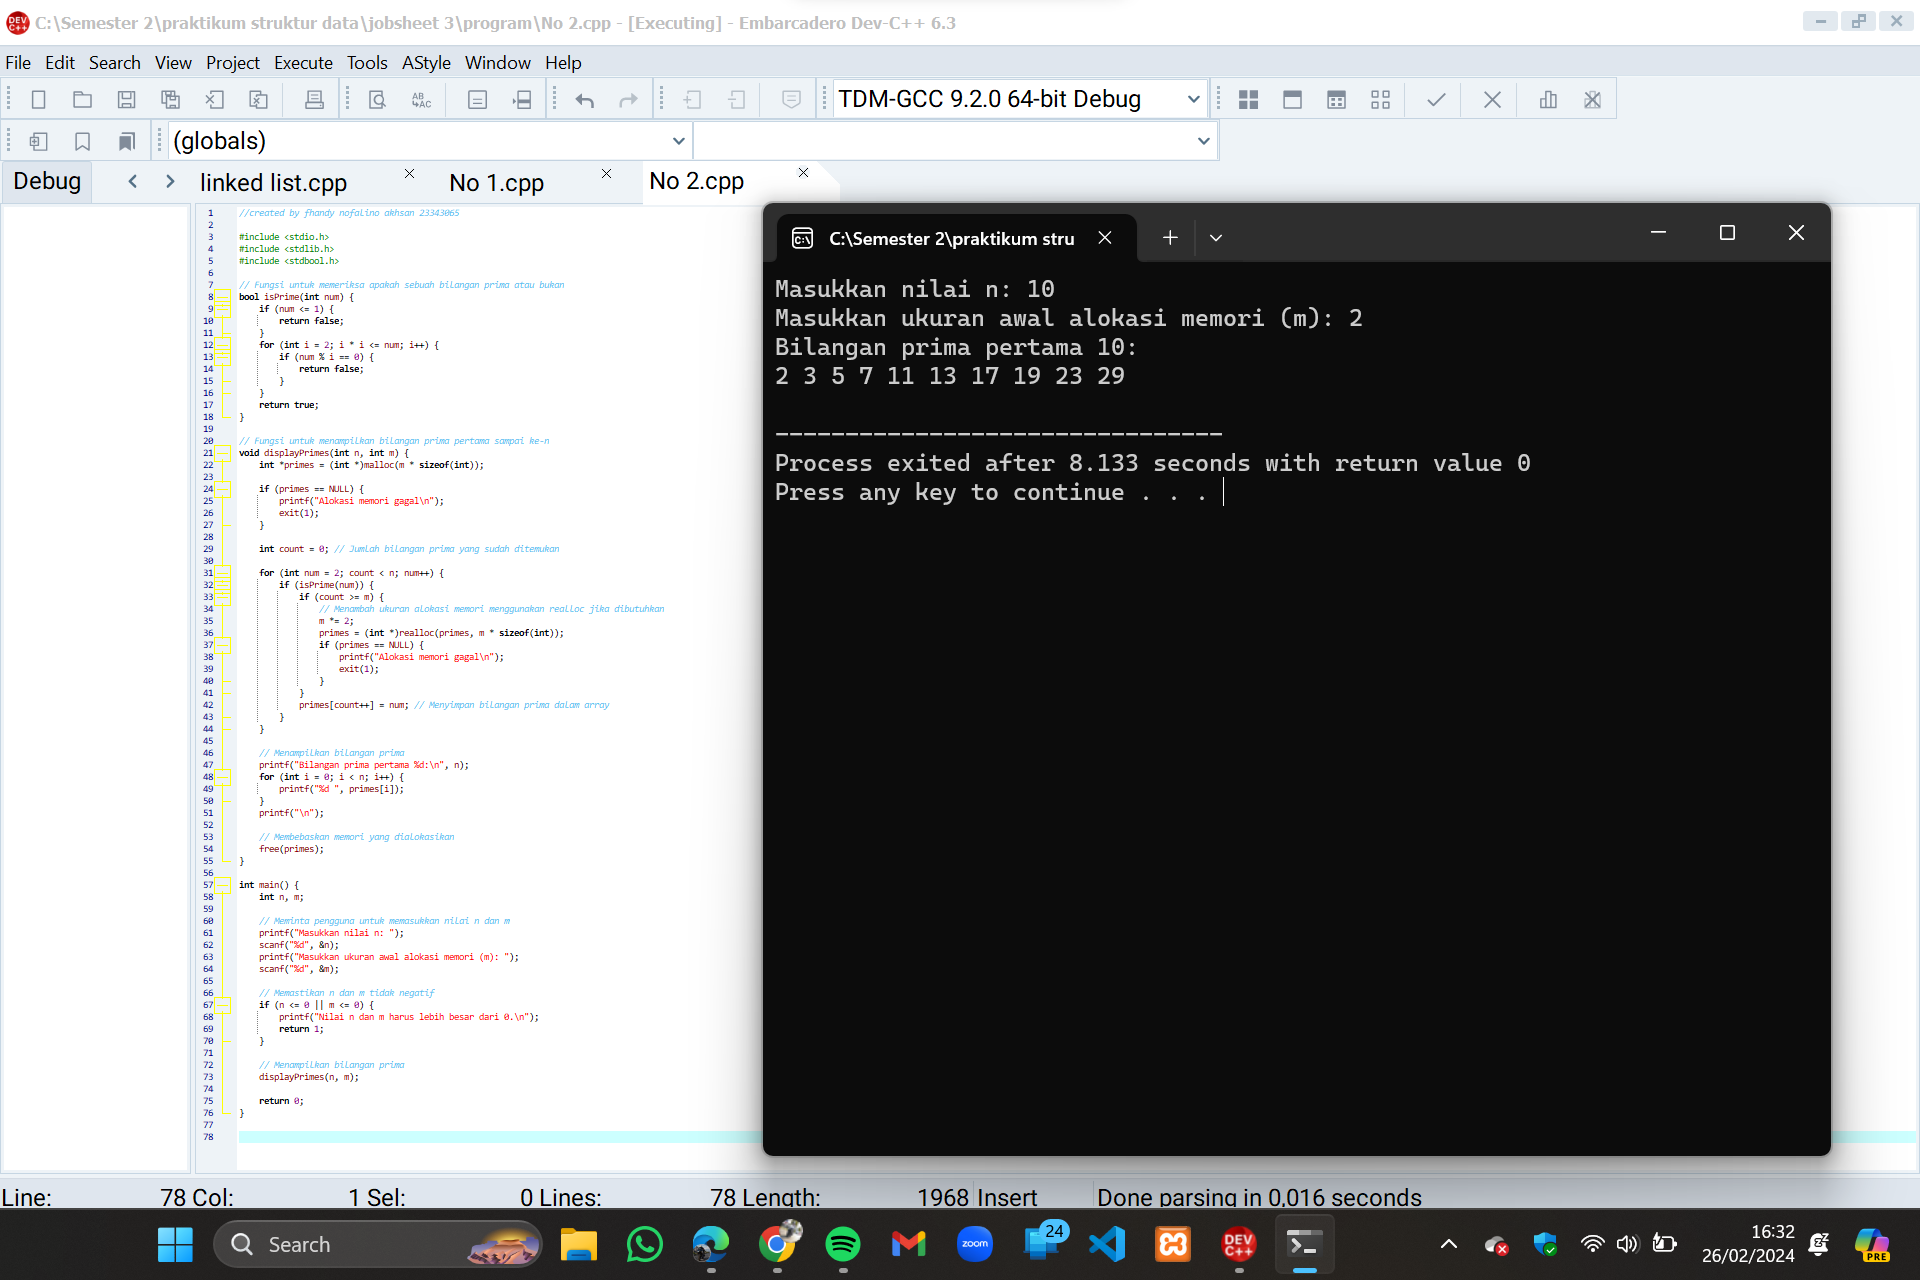 C:\Semester 2\praktikum struktur data\jobsheet 3\program\No 2.cpp - [Executing] - Embarcadero Dev-C++ 6.3
File Edit Search View Project Execute Tools AStyle Window Help
TDM-GCC 9.2.0 64-bit Debug
(globals)
Debug
linked list.cpp No 1.cpp No 2.cpp
1 //created by fhandy nofalino akhsan 23343065
2
3 #include <stdio.h>
4 #include <stdlib.h>
5 #include <stdbool.h>
6
7 // Fungsi untuk memeriksa apakah sebuah bilangan prima atau bukan
8 bool isPrime(int num) {
9 if (num <= 1) {
10 return false;
11 }
12 for (int i = 2; i * i <= num; i++) {
13 if (num % i == 0) {
14 return false;
15 }
16 }
17 return true;
18 }
19
20 // Fungsi untuk menampilkan bilangan prima pertama sampai ke-n
21 void displayPrimes(int n, int m) {
22 int *primes = (int *)malloc(m * sizeof(int));
23
24 if (primes == NULL) {
25 printf("Alokasi memori gagal\n");
26 exit(1);
27 }
28
29 int count = 0; // Jumlah bilangan prima yang sudah ditemukan
30
31 for (int num = 2; count < n; num++) {
32 if (isPrime(num)) {
33 if (count >= m) {
34 // Menambah ukuran alokasi memori menggunakan realloc jika dibutuhkan
35 m *= 2;
36 primes = (int *)realloc(primes, m * sizeof(int));
37 if (primes == NULL) {
38 printf("Alokasi memori gagal\n");
39 exit(1);
40 }
41 }
42 primes[count++] = num; // Menyimpan bilangan prima dalam array
43 }
44 }
45
46 // Menampilkan bilangan prima
47 printf("Bilangan prima pertama %d:\n", n);
48 for (int i = 0; i < n; i++) {
49 printf("%d ", primes[i]);
50 }
51 printf("\n");
52
53 // Membebaskan memori yang dialokasikan
54 free(primes);
55 }
56
57 int main() {
58 int n, m;
59
60 // Meminta pengguna untuk memasukkan nilai n dan m
61 printf("Masukkan nilai n: ");
62 scanf("%d", &n);
63 printf("Masukkan ukuran awal alokasi memori (m): ");
64 scanf("%d", &m);
65
66 // Memastikan n dan m tidak negatif
67 if (n <= 0 || m <= 0) {
68 printf("Nilai n dan m harus lebih besar dari 0.\n");
69 return 1;
70 }
71
72 // Menampilkan bilangan prima
73 displayPrimes(n, m);
74
75 return 0;
76 }
77
78
C:\Semester 2\praktikum stru
Masukkan nilai n: 10
Masukkan ukuran awal alokasi memori (m): 2
Bilangan prima pertama 10:
2 3 5 7 11 13 17 19 23 29
--------------------------------
Process exited after 8.133 seconds with return value 0
Press any key to continue . . .
Line: 78 Col: 1 Sel: 0 Lines: 78 Length: 1968 Insert Done parsing in 0,016 seconds
Search
zoom
24
DEV C++
16:32
26/02/2024
PRE